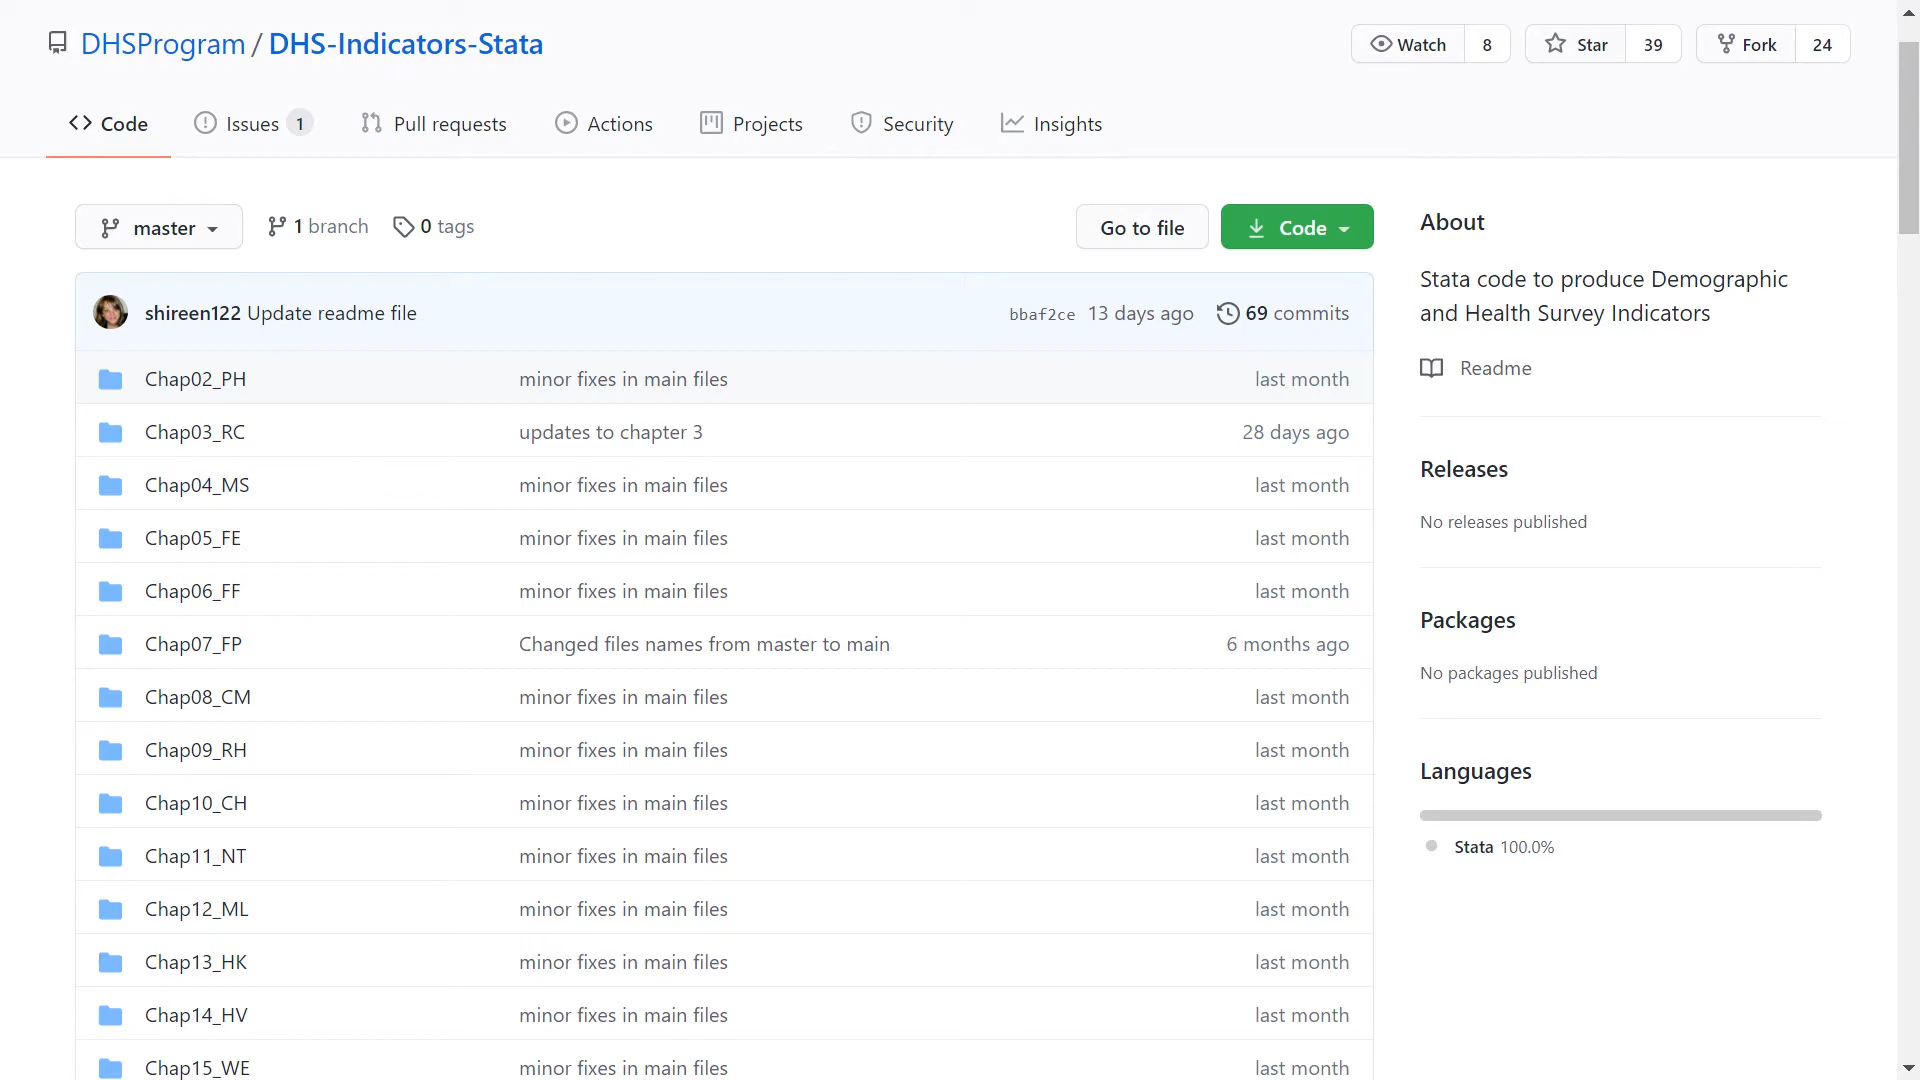 DHSProgram / DHS-Indicators-Stata
Watch 8 Star 39 Fork 24
Code Issues 1 Pull requests Actions Projects Security Insights
master 1 branch 0 tags Go to file Code
shireen122 Update readme file bbaf2ce 13 days ago 69 commits
Chap02_PH minor fixes in main files last month
Chap03_RC updates to chapter 3 28 days ago
Chap04_MS minor fixes in main files last month
Chap05_FE minor fixes in main files last month
Chap06_FF minor fixes in main files last month
Chap07_FP Changed files names from master to main 6 months ago
Chap08_CM minor fixes in main files last month
Chap09_RH minor fixes in main files last month
Chap10_CH minor fixes in main files last month
Chap11_NT minor fixes in main files last month
Chap12_ML minor fixes in main files last month
Chap13_HK minor fixes in main files last month
Chap14_HV minor fixes in main files last month
Chap15_WE minor fixes in main files last month
About
Stata code to produce Demographic
and Health Survey Indicators
Readme
Releases
No releases published
Packages
No packages published
Languages
Stata 100.0%